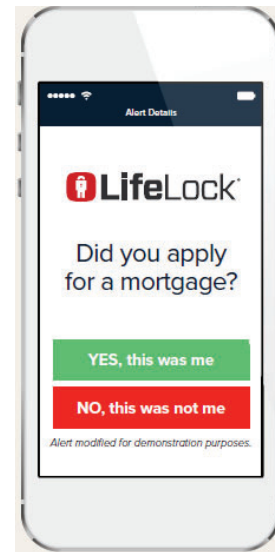 Alert Details
LifeLock
Did you apply
for a mortgage?
YES, this was me
NO, this was not me
Alert modified for demonstration purposes.